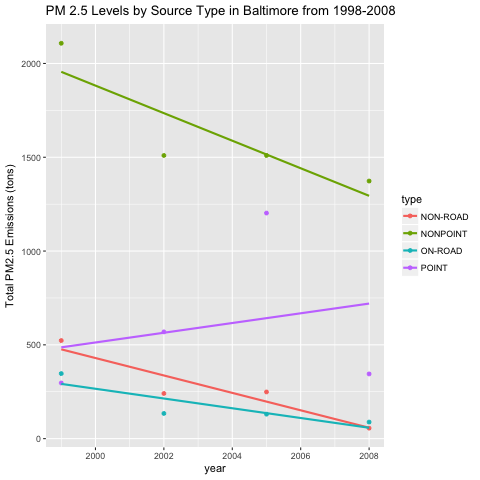 PM 2.5 Levels by Source Type in Baltimore from 1998-2008
Total PM2.5 Emissions (tons)
2000
1500
1000
500
0
2000
2002
2004
2006
2008
year
type
NON-ROAD
NONPOINT
ON-ROAD
POINT